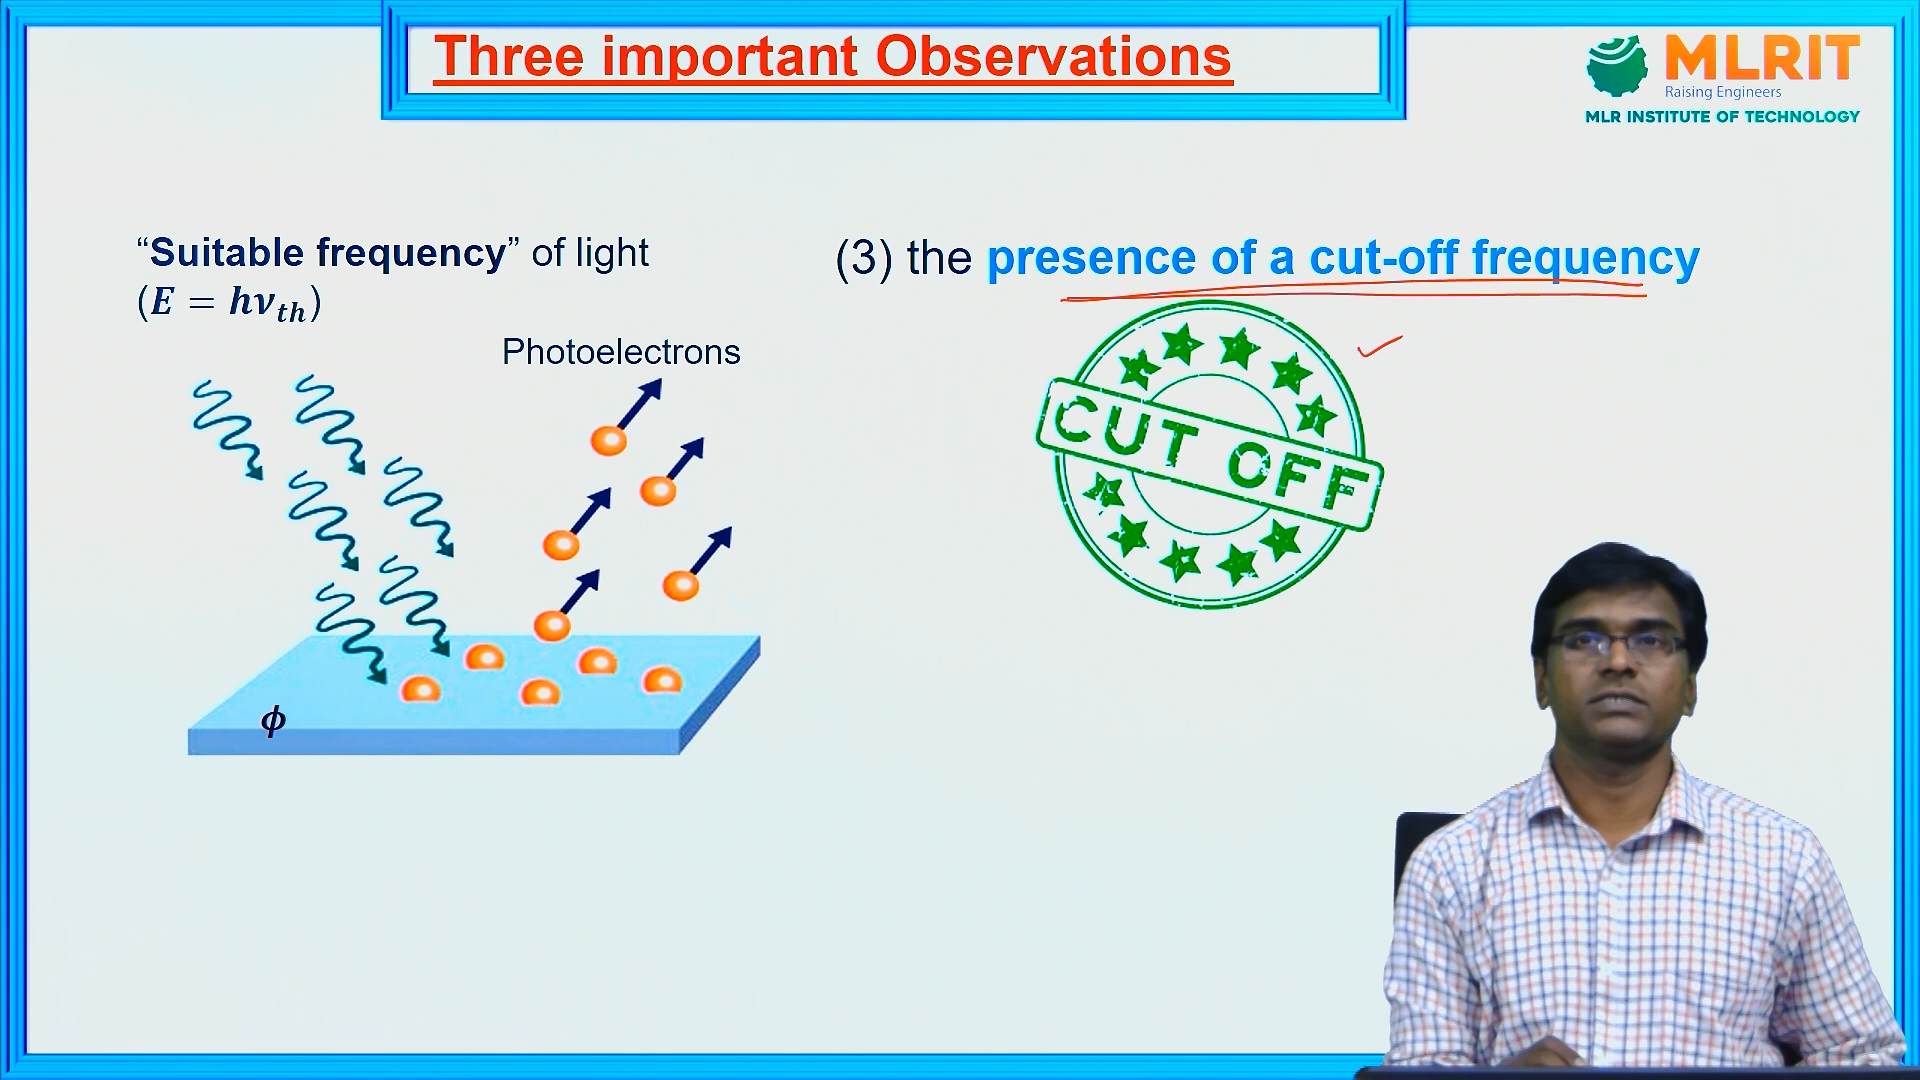 Three important Observations
MLRIT
Raising Engineers
MLR INSTITUTE OF TECHNOLOGY
“Suitable frequency” of light
(E = hν_th)
Photoelectrons
ϕ
(3) the presence of a cut-off frequency
CUT OFF